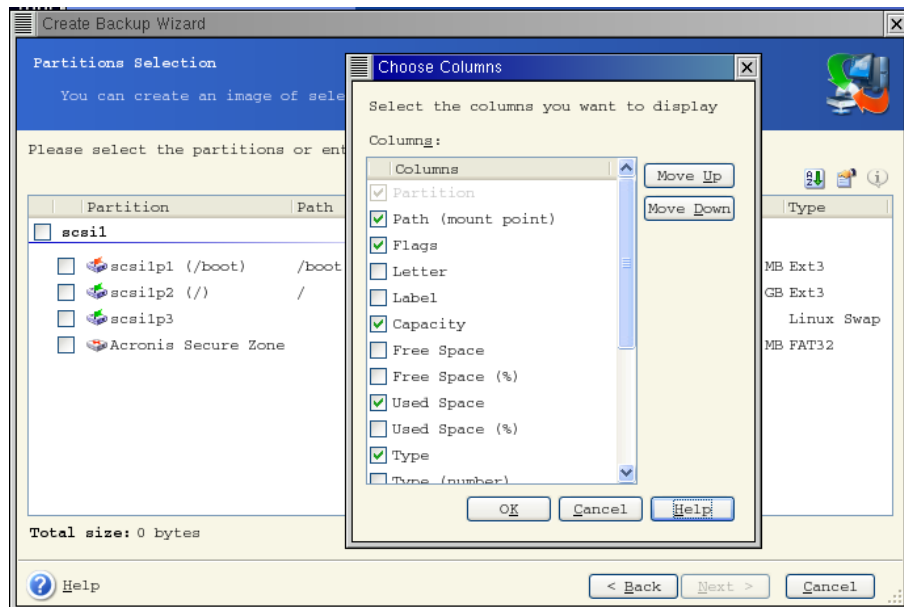 Create Backup Wizard
Partitions Selection
You can create an image of sele
Please select the partitions or ent
Partition Path Type
scsi1
scsi1p1 (/boot) /boot MB Ext3
scsi1p2 (/) / GB Ext3
scsi1p3 Linux Swap
Acronis Secure Zone MB FAT32
Total size: 0 bytes
Help
< Back
Next >
Cancel
Choose Columns
Select the columns you want to display
Columns:
Columns
Partition
Path (mount point)
Flags
Letter
Label
Capacity
Free Space
Free Space (%)
Used Space
Used Space (%)
Type
Type (number)
Move Up
Move Down
OK
Cancel
Help